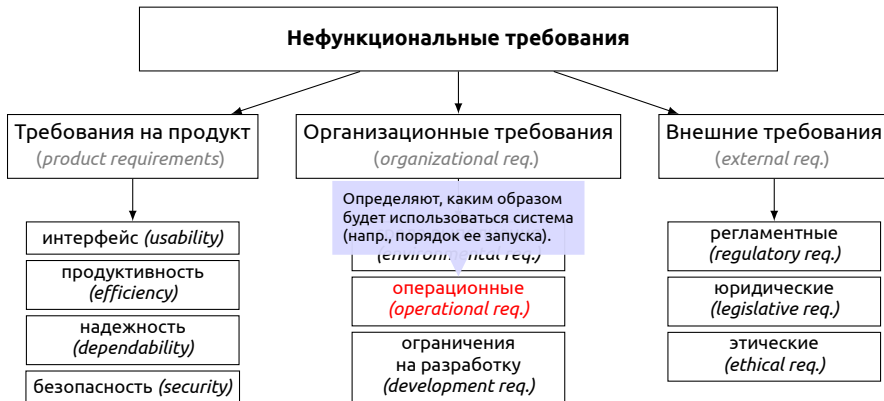 Нефункциональные требования
Требования на продукт
(product requirements)
интерфейс (usability)
продуктивность
(efficiency)
надежность
(dependability)
безопасность (security)
Организационные требования
(organizational req.)
Определяют, каким образом
будет использоваться система
(напр., порядок ее запуска).
(environmental req.)
операционные
(operational req.)
ограничения
на разработку
(development req.)
Внешние требования
(external req.)
регламентные
(regulatory req.)
юридические
(legislative req.)
этические
(ethical req.)